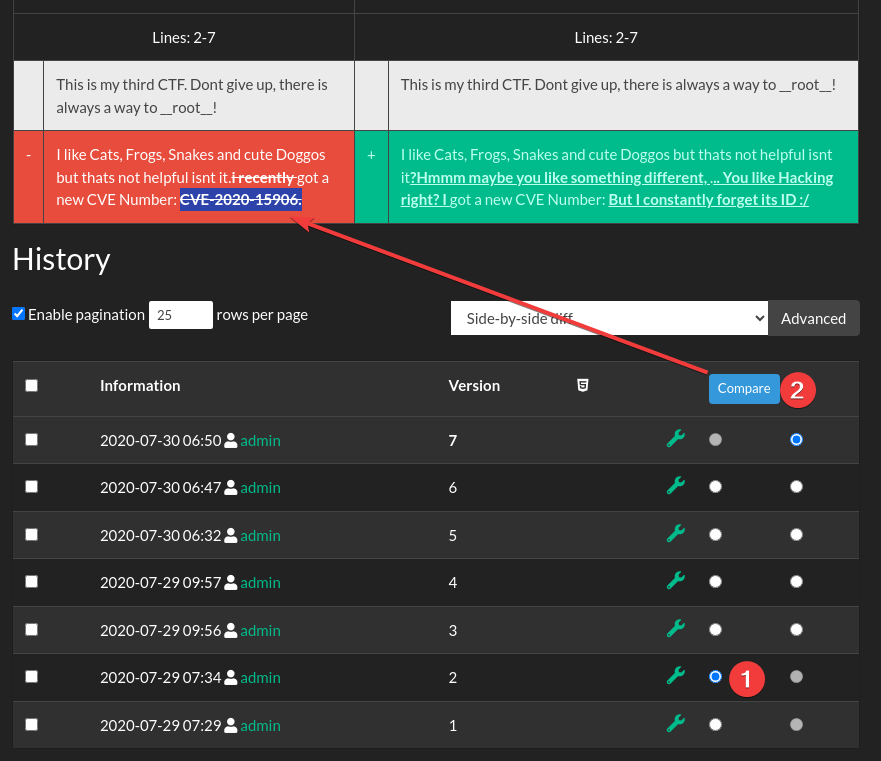 Lines: 2-7
Lines: 2-7
This is my third CTF. Dont give up, there is
always a way to __root__!
This is my third CTF. Dont give up, there is always a way to __root__!
-
I like Cats, Frogs, Snakes and cute Doggos
but thats not helpful isnt it.i recently got a
new CVE Number: CVE-2020-15906.
+
I like Cats, Frogs, Snakes and cute Doggos but thats not helpful isnt
it?Hmmm maybe you like something different, ... You like Hacking
right? I got a new CVE Number: But I constantly forget its ID :/
History
Enable pagination 25 rows per page
Side-by-side diff
Advanced
Information Version Compare 2
2020-07-30 06:50 admin 7
2020-07-30 06:47 admin 6
2020-07-30 06:32 admin 5
2020-07-29 09:57 admin 4
2020-07-29 09:56 admin 3
2020-07-29 07:34 admin 2 1
2020-07-29 07:29 admin 1